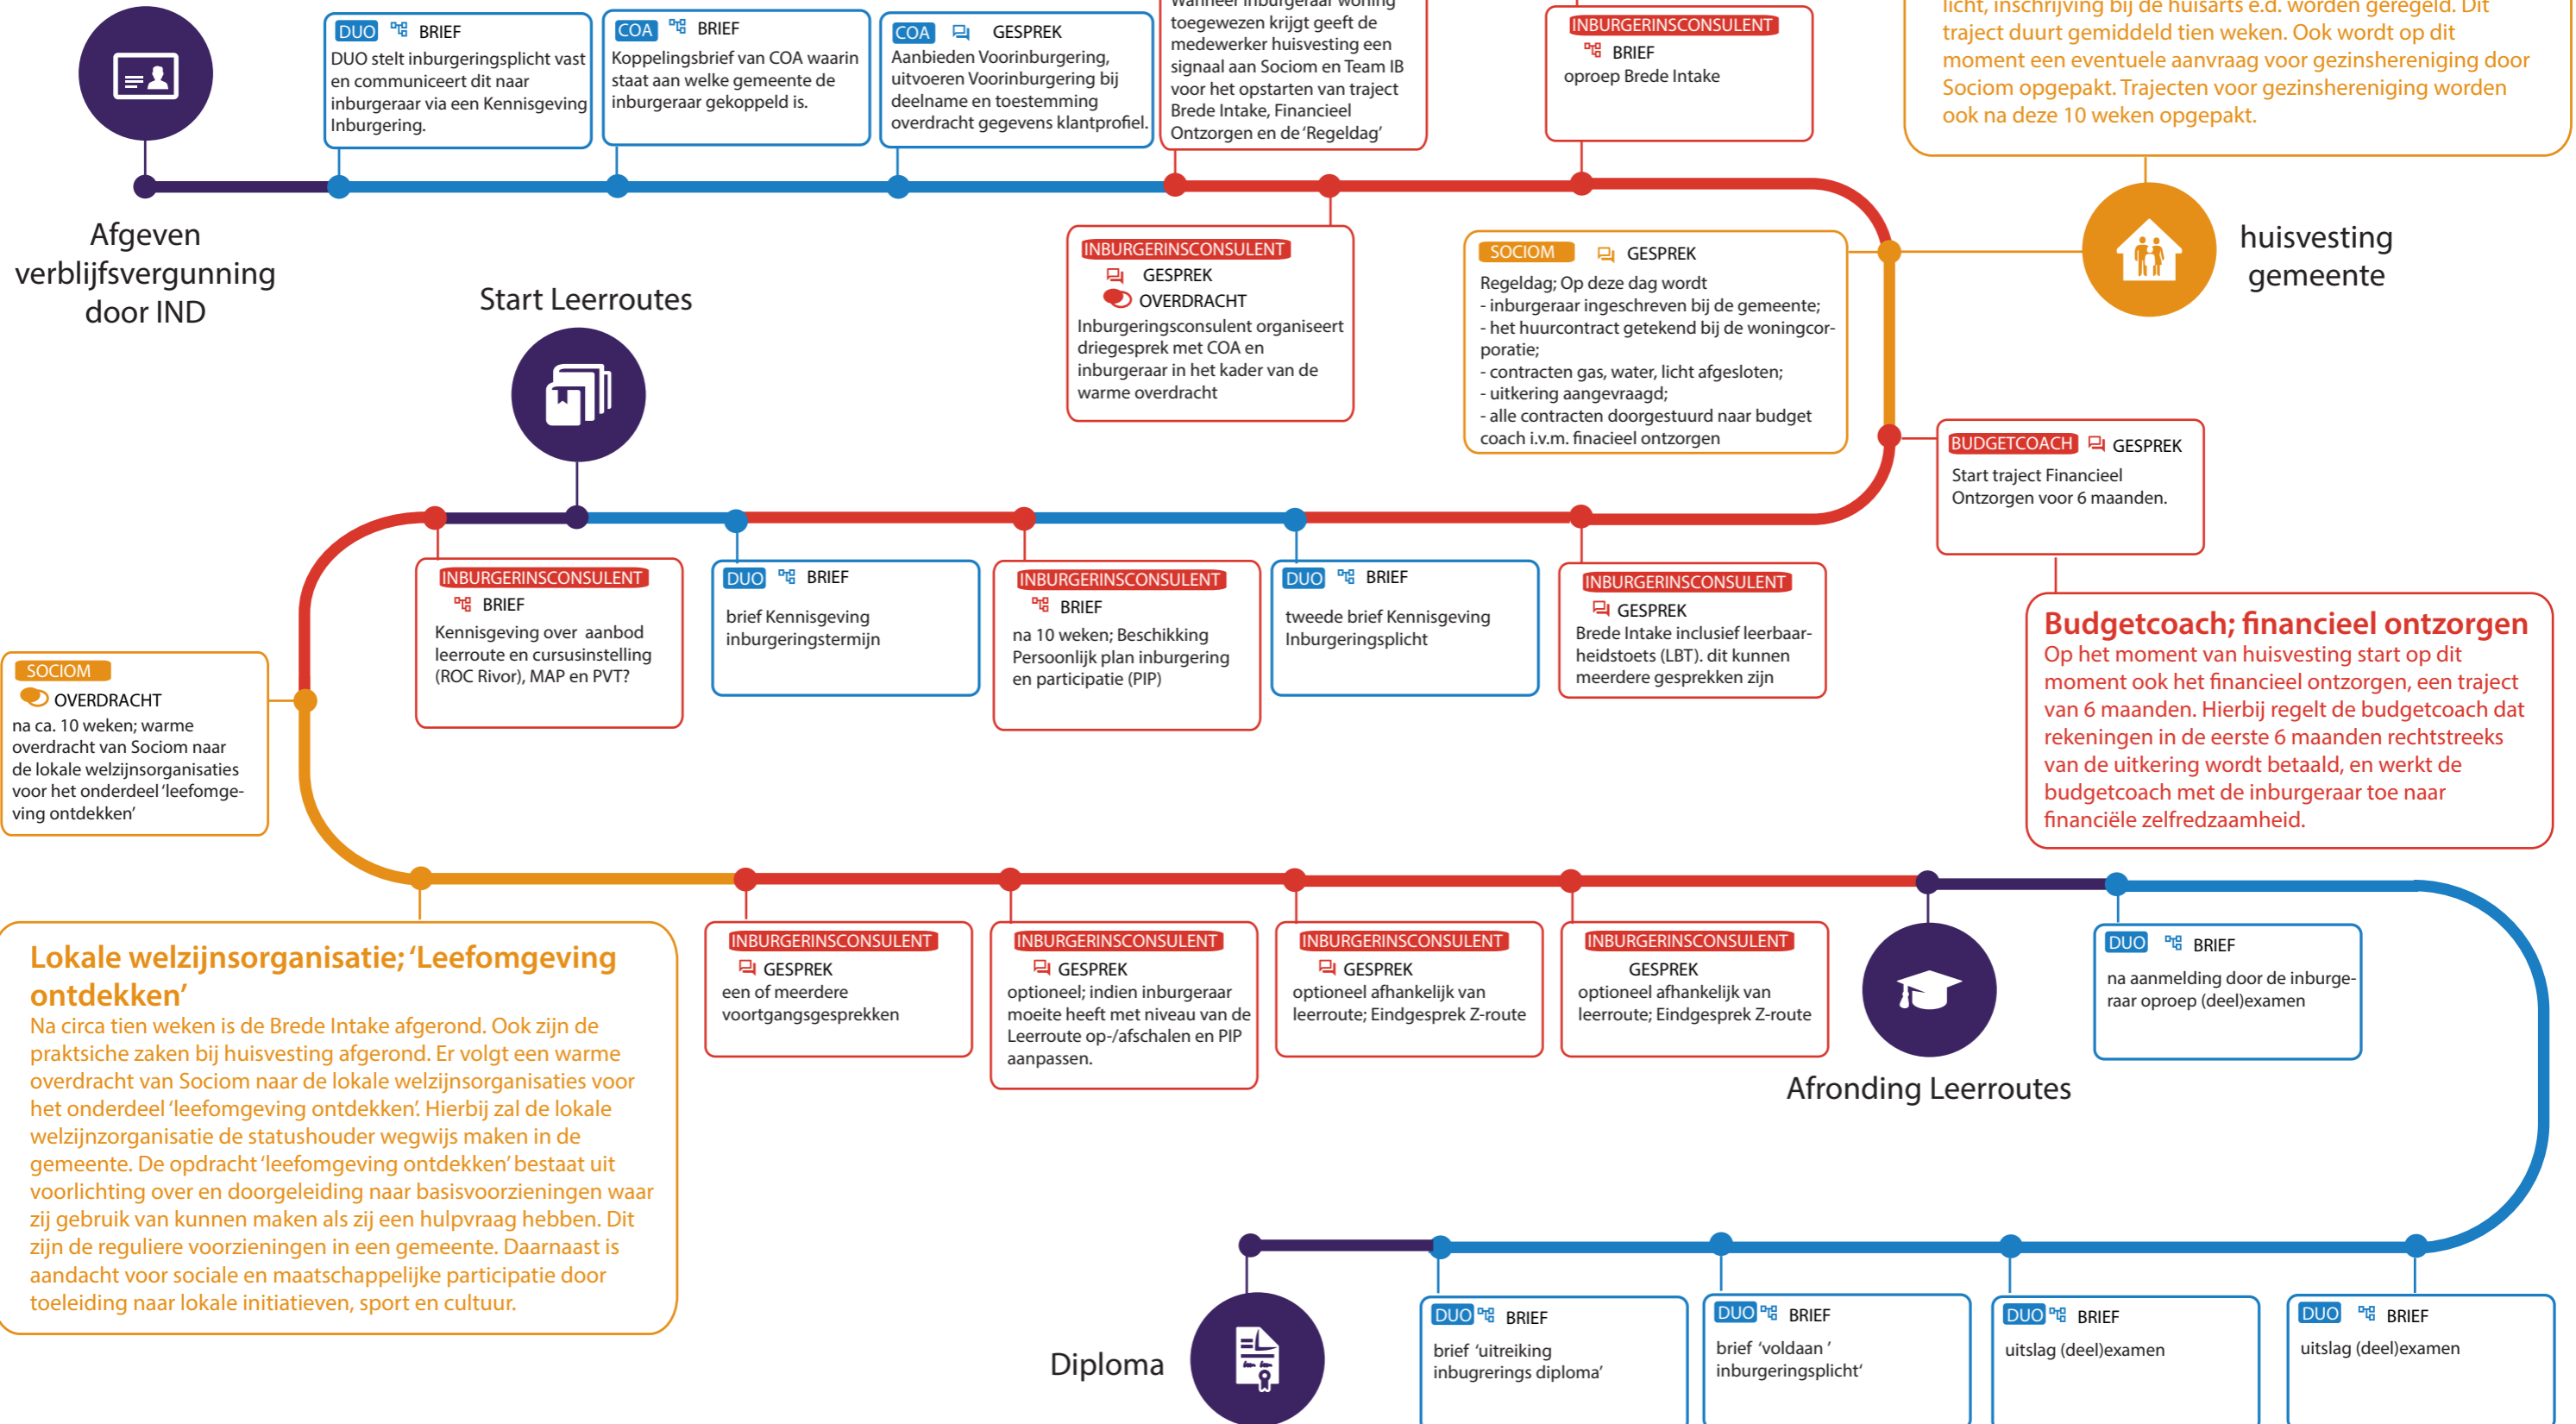 DUO BRIEF
DUO stelt inburgeringsplicht vast
en communiceert dit naar
inburgeraar via een Kennisgeving
Inburgering.
COA BRIEF
Koppelingsbrief van COA waarin
staat aan welke gemeente de
inburgeraar gekoppeld is.
COA GESPREK
Aanbieden Voorinburgering,
uitvoeren Voorinburgering bij
deelname en toestemming
overdracht gegevens klantprofiel.
Wanneer inburgeraar woning
toegewezen krijgt geeft de
medewerker huisvesting een
signaal aan Sociom en Team IB
voor het opstarten van traject
Brede Intake, Financieel
Ontzorgen en de 'Regeldag'
INBURGERINSCONSULENT
BRIEF
oproep Brede Intake
licht, inschrijving bij de huisarts e.d. worden geregeld. Dit
traject duurt gemiddeld tien weken. Ook wordt op dit
moment een eventuele aanvraag voor gezinshereniging door
Sociom opgepakt. Trajecten voor gezinshereniging worden
ook na deze 10 weken opgepakt.
Afgeven
verblijfsvergunning
door IND
Start Leerroutes
INBURGERINSCONSULENT
GESPREK
OVERDRACHT
Inburgeringsconsulent organiseert
driegesprek met COA en
inburgeraar in het kader van de
warme overdracht
SOCIOM GESPREK
Regeldag; Op deze dag wordt
- inburgeraar ingeschreven bij de gemeente;
- het huurcontract getekend bij de woningcor-
poratie;
- contracten gas, water, licht afgesloten;
- uitkering aangevraagd;
- alle contracten doorgestuurd naar budget
coach i.v.m. finacieel ontzorgen
huisvesting
gemeente
BUDGETCOACH GESPREK
Start traject Financieel
Ontzorgen voor 6 maanden.
INBURGERINSCONSULENT
BRIEF
Kennisgeving over aanbod
leerroute en cursusinstelling
(ROC Rivor), MAP en PVT?
DUO BRIEF
brief Kennisgeving
inburgeringstermijn
INBURGERINSCONSULENT
BRIEF
na 10 weken; Beschikking
Persoonlijk plan inburgering
en participatie (PIP)
DUO BRIEF
tweede brief Kennisgeving
Inburgeringsplicht
INBURGERINSCONSULENT
GESPREK
Brede Intake inclusief leerbaar-
heidstoets (LBT). dit kunnen
meerdere gesprekken zijn
Budgetcoach; financieel ontzorgen
Op het moment van huisvesting start op dit
moment ook het financieel ontzorgen, een traject
van 6 maanden. Hierbij regelt de budgetcoach dat
rekeningen in de eerste 6 maanden rechtstreeks
van de uitkering wordt betaald, en werkt de
budgetcoach met de inburgeraar toe naar
financiële zelfredzaamheid.
SOCIOM
OVERDRACHT
na ca. 10 weken; warme
overdracht van Sociom naar
de lokale welzijnsorganisaties
voor het onderdeel 'leefomge-
ving ontdekken'
Lokale welzijnsorganisatie; 'Leefomgeving
ontdekken'
Na circa tien weken is de Brede Intake afgerond. Ook zijn de
praktsiche zaken bij huisvesting afgerond. Er volgt een warme
overdracht van Sociom naar de lokale welzijnsorganisaties voor
het onderdeel 'leefomgeving ontdekken'. Hierbij zal de lokale
welzijnzorganisatie de statushouder wegwijs maken in de
gemeente. De opdracht 'leefomgeving ontdekken' bestaat uit
voorlichting over en doorgeleiding naar basisvoorzieningen waar
zij gebruik van kunnen maken als zij een hulpvraag hebben. Dit
zijn de reguliere voorzieningen in een gemeente. Daarnaast is
aandacht voor sociale en maatschappelijke participatie door
toeleiding naar lokale initiatieven, sport en cultuur.
INBURGERINSCONSULENT
GESPREK
een of meerdere
voortgangsgesprekken
INBURGERINSCONSULENT
GESPREK
optioneel; indien inburgeraar
moeite heeft met niveau van de
Leerroute op-/afschalen en PIP
aanpassen.
INBURGERINSCONSULENT
GESPREK
optioneel afhankelijk van
leerroute; Eindgesprek Z-route
INBURGERINSCONSULENT
GESPREK
optioneel afhankelijk van
leerroute; Eindgesprek Z-route
Afronding Leerroutes
DUO BRIEF
na aanmelding door de inburge-
raar oproep (deel)examen
Diploma
DUO BRIEF
brief 'uitreiking
inbugrerings diploma'
DUO BRIEF
brief 'voldaan '
inburgeringsplicht'
DUO BRIEF
uitslag (deel)examen
DUO BRIEF
uitslag (deel)examen